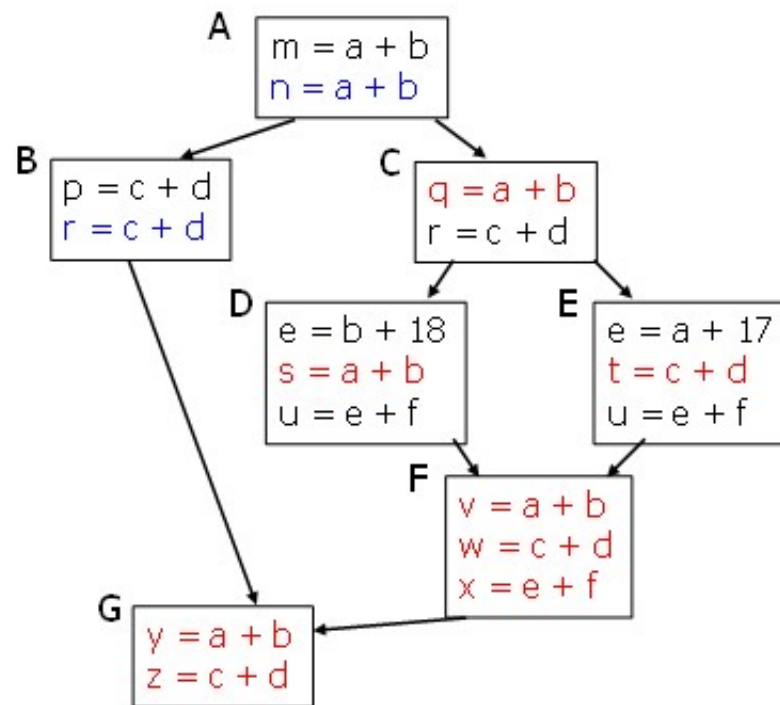 A
m = a + b
n = a + b
B
p = c + d
r = c + d
C
q = a + b
r = c + d
D
e = b + 18
s = a + b
u = e + f
E
e = a + 17
t = c + d
u = e + f
F
v = a + b
w = c + d
x = e + f
G
y = a + b
z = c + d